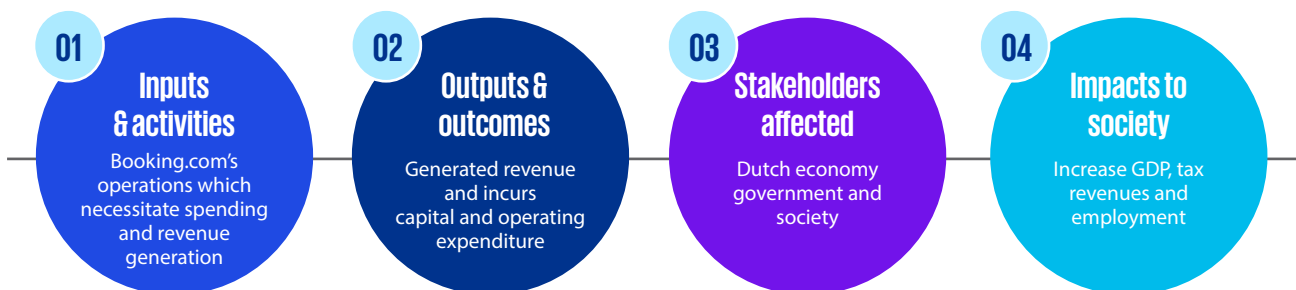 01
Inputs
& activities
Booking.com's
operations which
necessitate spending
and revenue
generation
02
Outputs &
outcomes
Generated revenue
and incurs
capital and operating
expenditure
03
Stakeholders
affected
Dutch economy
government and
society
04
Impacts to
society
Increase GDP, tax
revenues and
employment